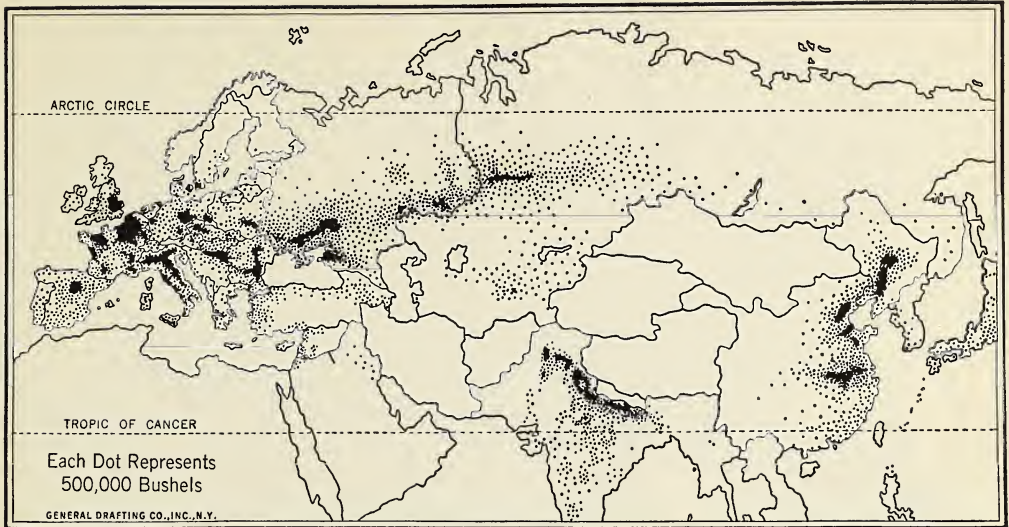 ARCTIC CIRCLE
TROPIC OF CANCER
Each Dot Represents
500,000 Bushels
GENERAL DRAFTING CO.,INC.,N.Y.